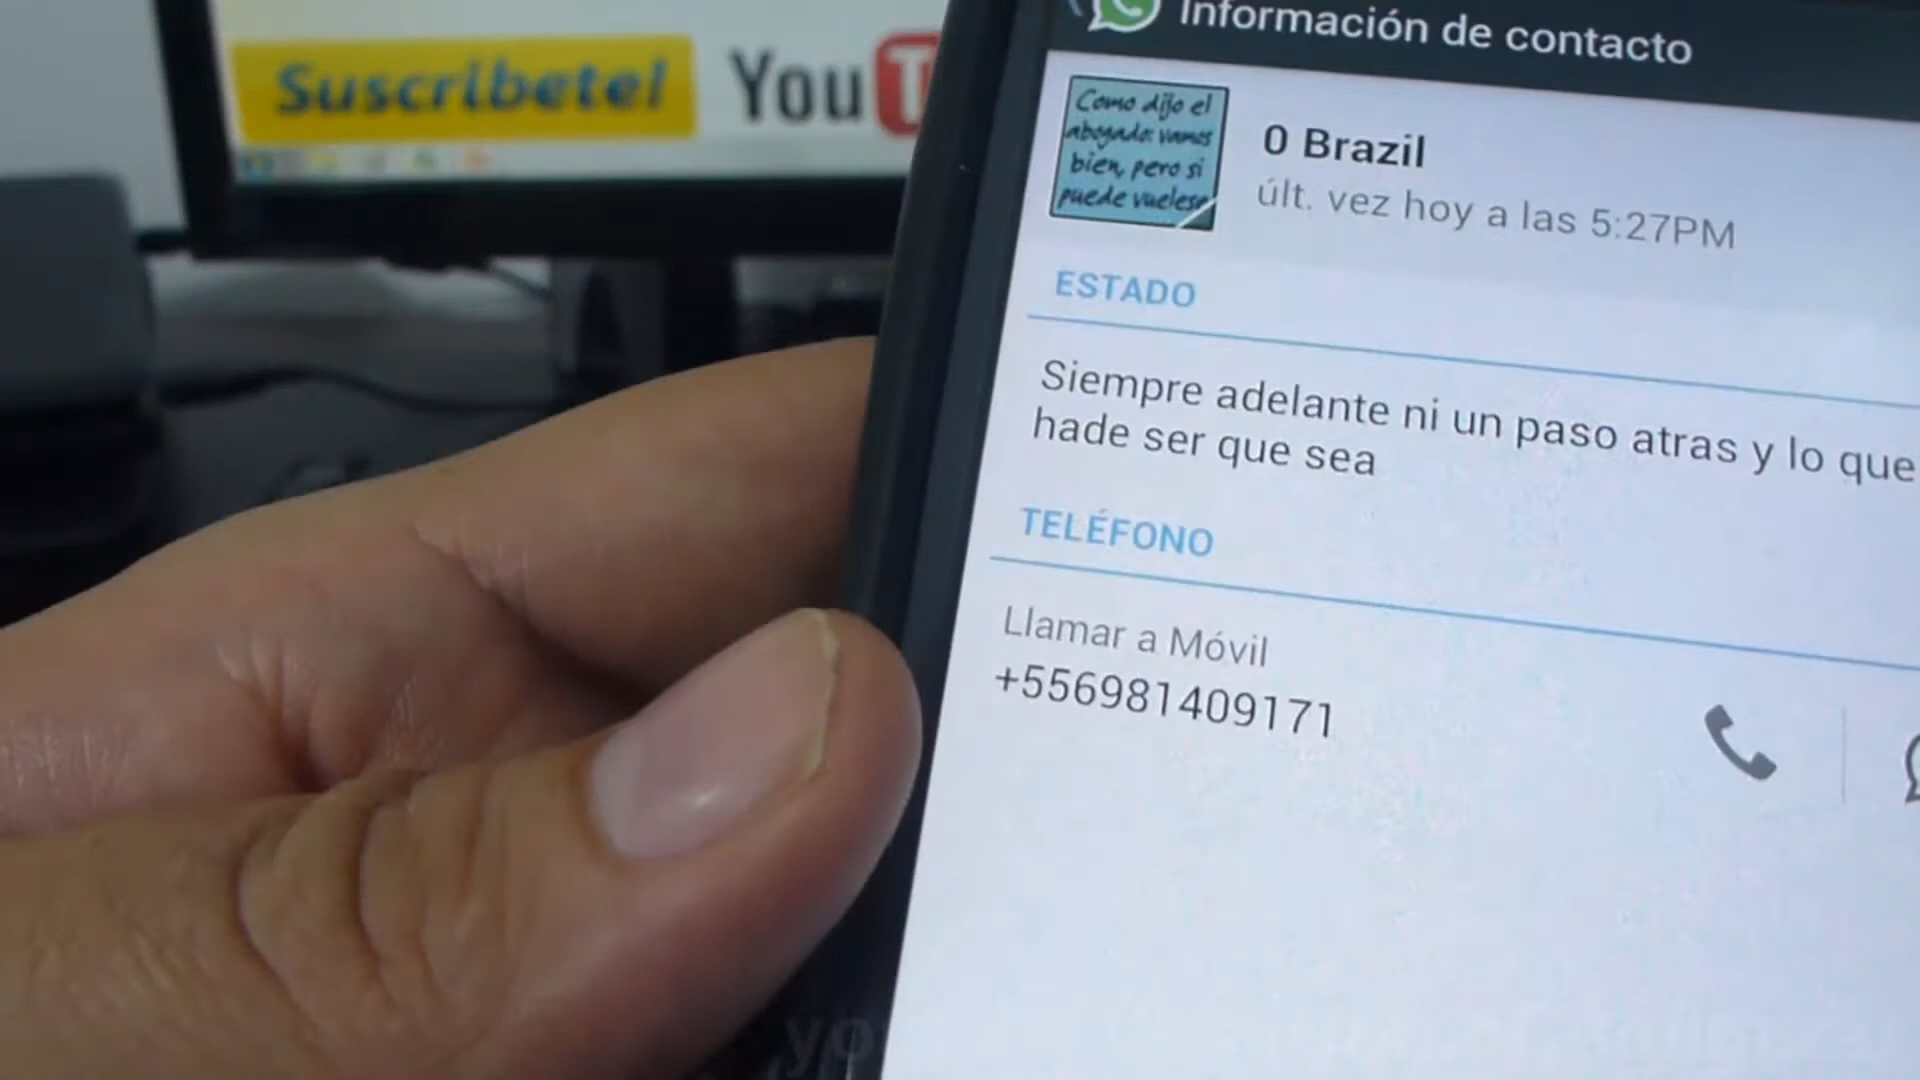 Suscribete!
YouT
Información de contacto
Como dijo el
abogado: vamos
bien, pero si
puede vuelese
0 Brazil
últ. vez hoy a las 5:27PM
ESTADO
Siempre adelante ni un paso atras y lo que
hade ser que sea
TELÉFONO
Llamar a Móvil
+556981409171